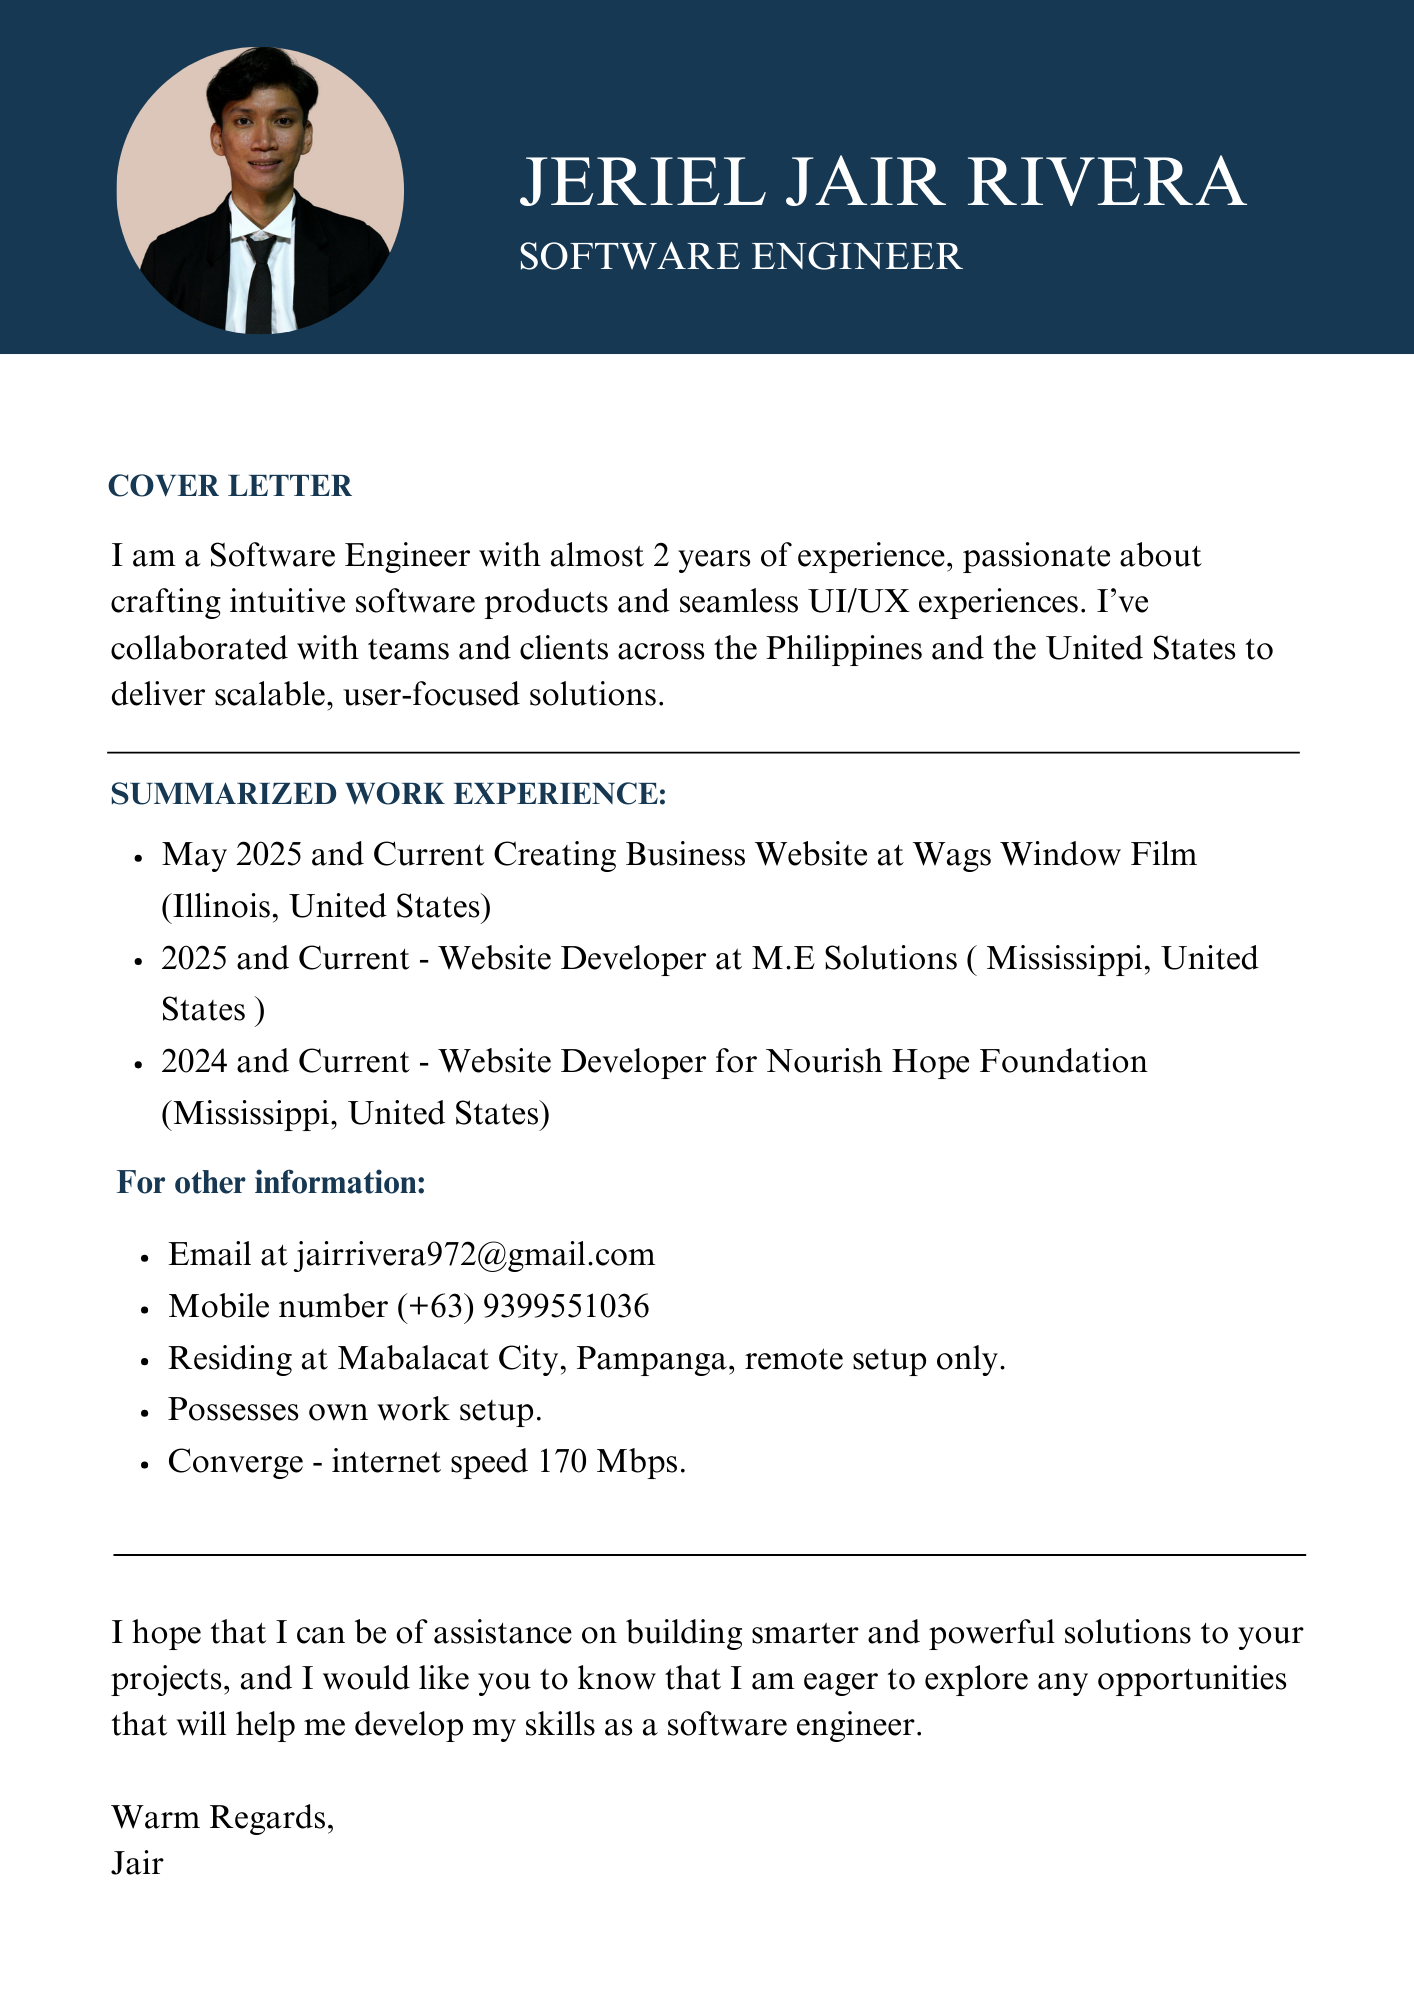 JERIEL JAIR RIVERA
SOFTWARE ENGINEER
COVER LETTER
I am a Software Engineer with almost 2 years of experience, passionate about
crafting intuitive software products and seamless UI/UX experiences. I’ve
collaborated with teams and clients across the Philippines and the United States to
deliver scalable, user-focused solutions.
SUMMARIZED WORK EXPERIENCE:
• May 2025 and Current Creating Business Website at Wags Window Film
(Illinois, United States)
• 2025 and Current - Website Developer at M.E Solutions ( Mississippi, United
States )
• 2024 and Current - Website Developer for Nourish Hope Foundation
(Mississippi, United States)
For other information:
• Email at jairrivera972@gmail.com
• Mobile number (+63) 9399551036
• Residing at Mabalacat City, Pampanga, remote setup only.
• Possesses own work setup.
• Converge - internet speed 170 Mbps.
I hope that I can be of assistance on building smarter and powerful solutions to your
projects, and I would like you to know that I am eager to explore any opportunities
that will help me develop my skills as a software engineer.
Warm Regards,
Jair